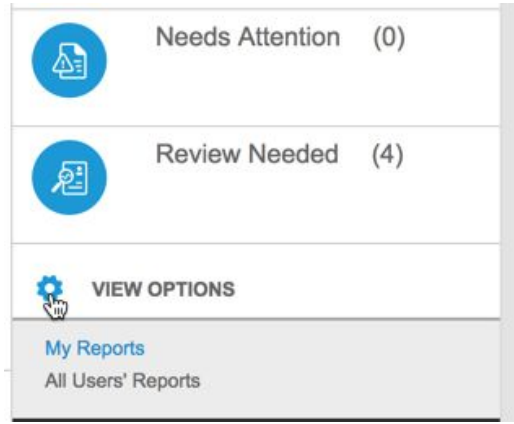 Needs Attention (0)
Review Needed (4)
VIEW OPTIONS
My Reports
All Users' Reports